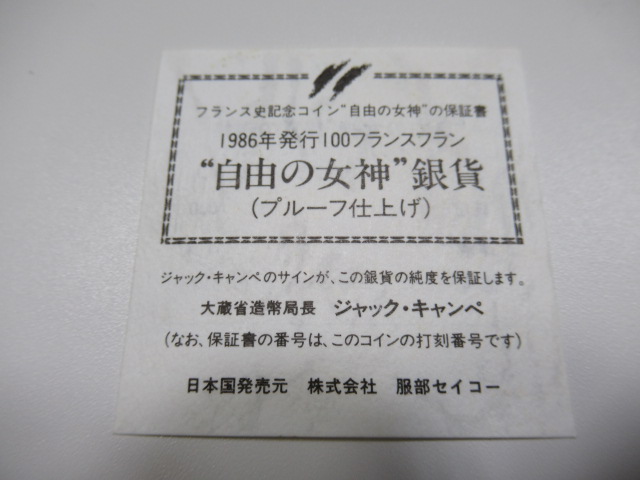 フランス史記念コイン"自由の女神"の保証書
1986年発行100フランスフラン
"自由の女神"銀貨
(プルーフ仕上げ)
ジャック・キャンペのサインが、この銀貨の純度を保証します。
大蔵省造幣局長 ジャック・キャンペ
(なお、保証書の番号は、このコインの打刻番号です)
日本国発売元 株式会社 服部セイコー